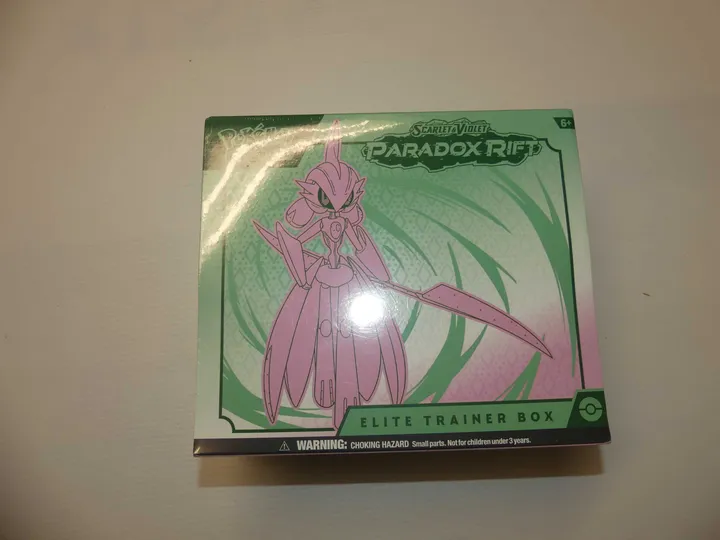 Pokémon
SCARLET & VIOLET
PARADOX RIFT
6+
ELITE TRAINER BOX
WARNING: CHOKING HAZARD Small parts. Not for children under 3 years.